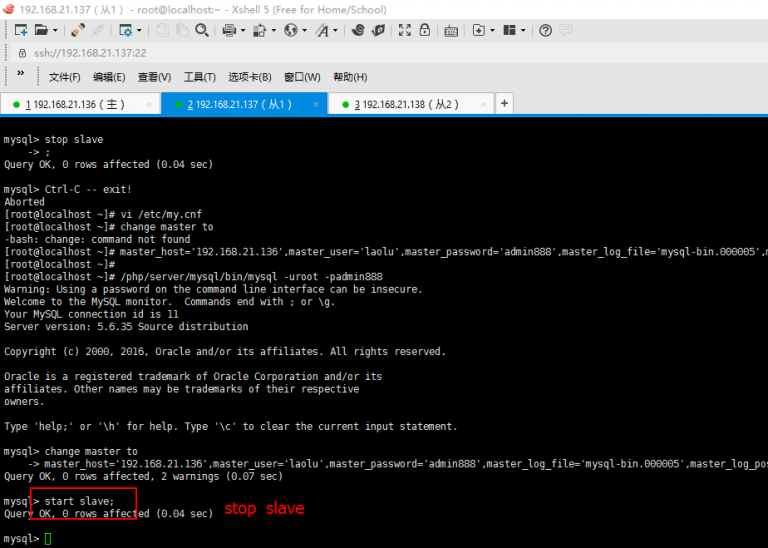 192.168.21.137（从1） - root@localhost:~ - Xshell 5 (Free for Home/School)
ssh://192.168.21.137:22
» 文件(F) 编辑(E) 查看(V) 工具(T) 选项卡(B) 窗口(W) 帮助(H)
1 192.168.21.136（主） × 2 192.168.21.137（从1） × 3 192.168.21.138（从2） × +
mysql> stop slave
    -> ;
Query OK, 0 rows affected (0.04 sec)
mysql> Ctrl-C -- exit!
Aborted
[root@localhost ~]# vi /etc/my.cnf
[root@localhost ~]# change master to
-bash: change: command not found
[root@localhost ~]# master_host='192.168.21.136',master_user='laolu',master_password='admin888',master_log_file='mysql-bin.000005',m
[root@localhost ~]#
[root@localhost ~]# /php/server/mysql/bin/mysql -uroot -padmin888
Warning: Using a password on the command line interface can be insecure.
Welcome to the MySQL monitor.  Commands end with ; or \g.
Your MySQL connection id is 11
Server version: 5.6.35 Source distribution
Copyright (c) 2000, 2016, Oracle and/or its affiliates. All rights reserved.
Oracle is a registered trademark of Oracle Corporation and/or its
affiliates. Other names may be trademarks of their respective
owners.
Type 'help;' or '\h' for help. Type '\c' to clear the current input statement.
mysql> change master to
    -> master_host='192.168.21.136',master_user='laolu',master_password='admin888',master_log_file='mysql-bin.000005',master_log_pos
Query OK, 0 rows affected, 2 warnings (0.07 sec)
mysql> start slave;
Query OK, 0 rows affected (0.04 sec) stop slave
mysql>